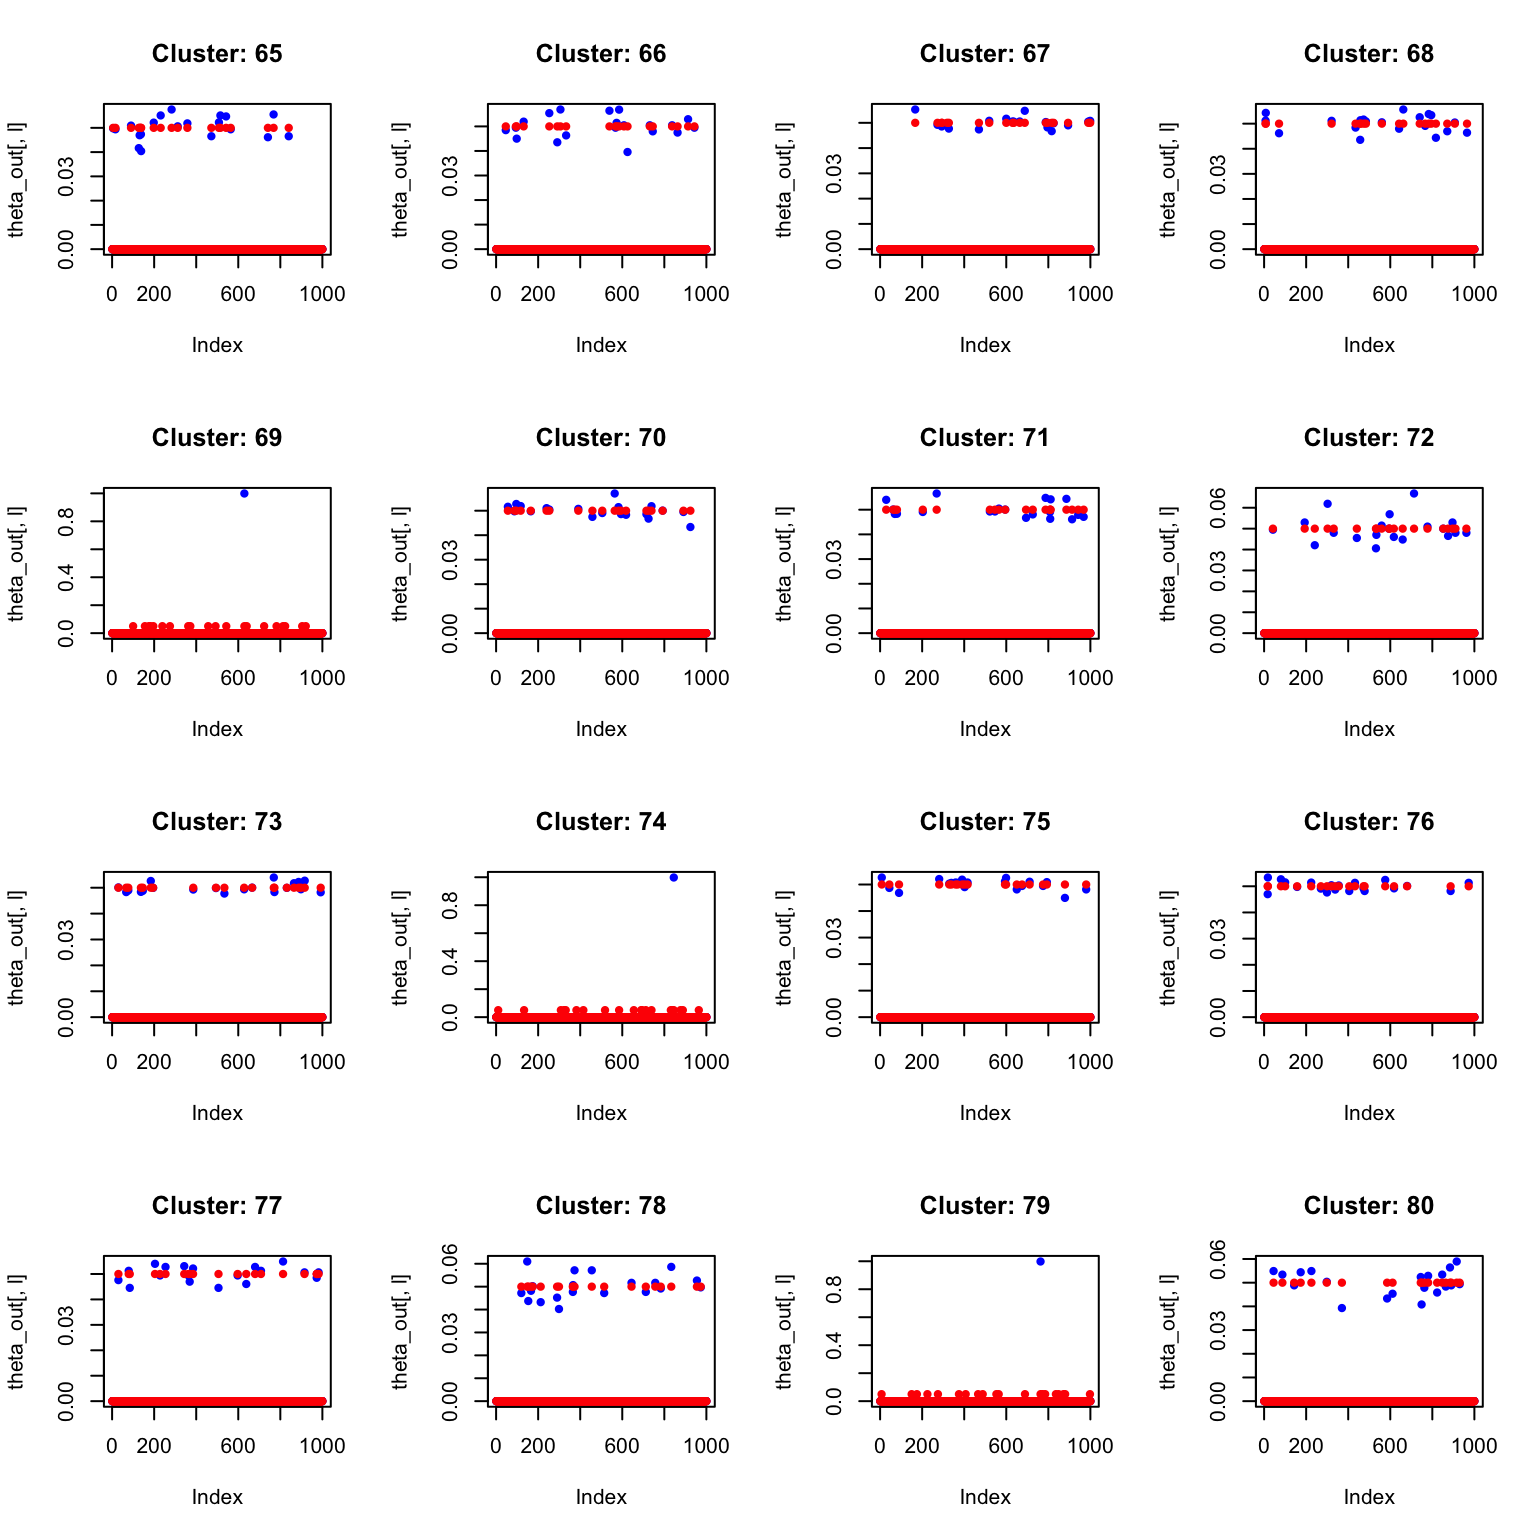 Cluster: 65
theta_out[, l]
0.00 0.03
0 200 600 1000
Index
Cluster: 66
theta_out[, l]
0.00 0.03
0 200 600 1000
Index
Cluster: 67
theta_out[, l]
0.00 0.03
0 200 600 1000
Index
Cluster: 68
theta_out[, l]
0.00 0.03
0 200 600 1000
Index
Cluster: 69
theta_out[, l]
0.0 0.4 0.8
0 200 600 1000
Index
Cluster: 70
theta_out[, l]
0.00 0.03
0 200 600 1000
Index
Cluster: 71
theta_out[, l]
0.00 0.03
0 200 600 1000
Index
Cluster: 72
theta_out[, l]
0.00 0.03 0.06
0 200 600 1000
Index
Cluster: 73
theta_out[, l]
0.00 0.03
0 200 600 1000
Index
Cluster: 74
theta_out[, l]
0.0 0.4 0.8
0 200 600 1000
Index
Cluster: 75
theta_out[, l]
0.00 0.03
0 200 600 1000
Index
Cluster: 76
theta_out[, l]
0.00 0.03
0 200 600 1000
Index
Cluster: 77
theta_out[, l]
0.00 0.03
0 200 600 1000
Index
Cluster: 78
theta_out[, l]
0.00 0.03 0.06
0 200 600 1000
Index
Cluster: 79
theta_out[, l]
0.0 0.4 0.8
0 200 600 1000
Index
Cluster: 80
theta_out[, l]
0.00 0.03 0.06
0 200 600 1000
Index